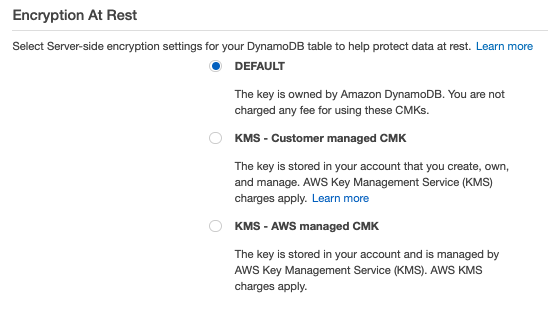 Encryption At Rest
Select Server-side encryption settings for your DynamoDB table to help protect data at rest. Learn more
DEFAULT
The key is owned by Amazon DynamoDB. You are not
charged any fee for using these CMKs.
KMS - Customer managed CMK
The key is stored in your account that you create, own,
and manage. AWS Key Management Service (KMS)
charges apply. Learn more
KMS - AWS managed CMK
The key is stored in your account and is managed by
AWS Key Management Service (KMS). AWS KMS
charges apply.